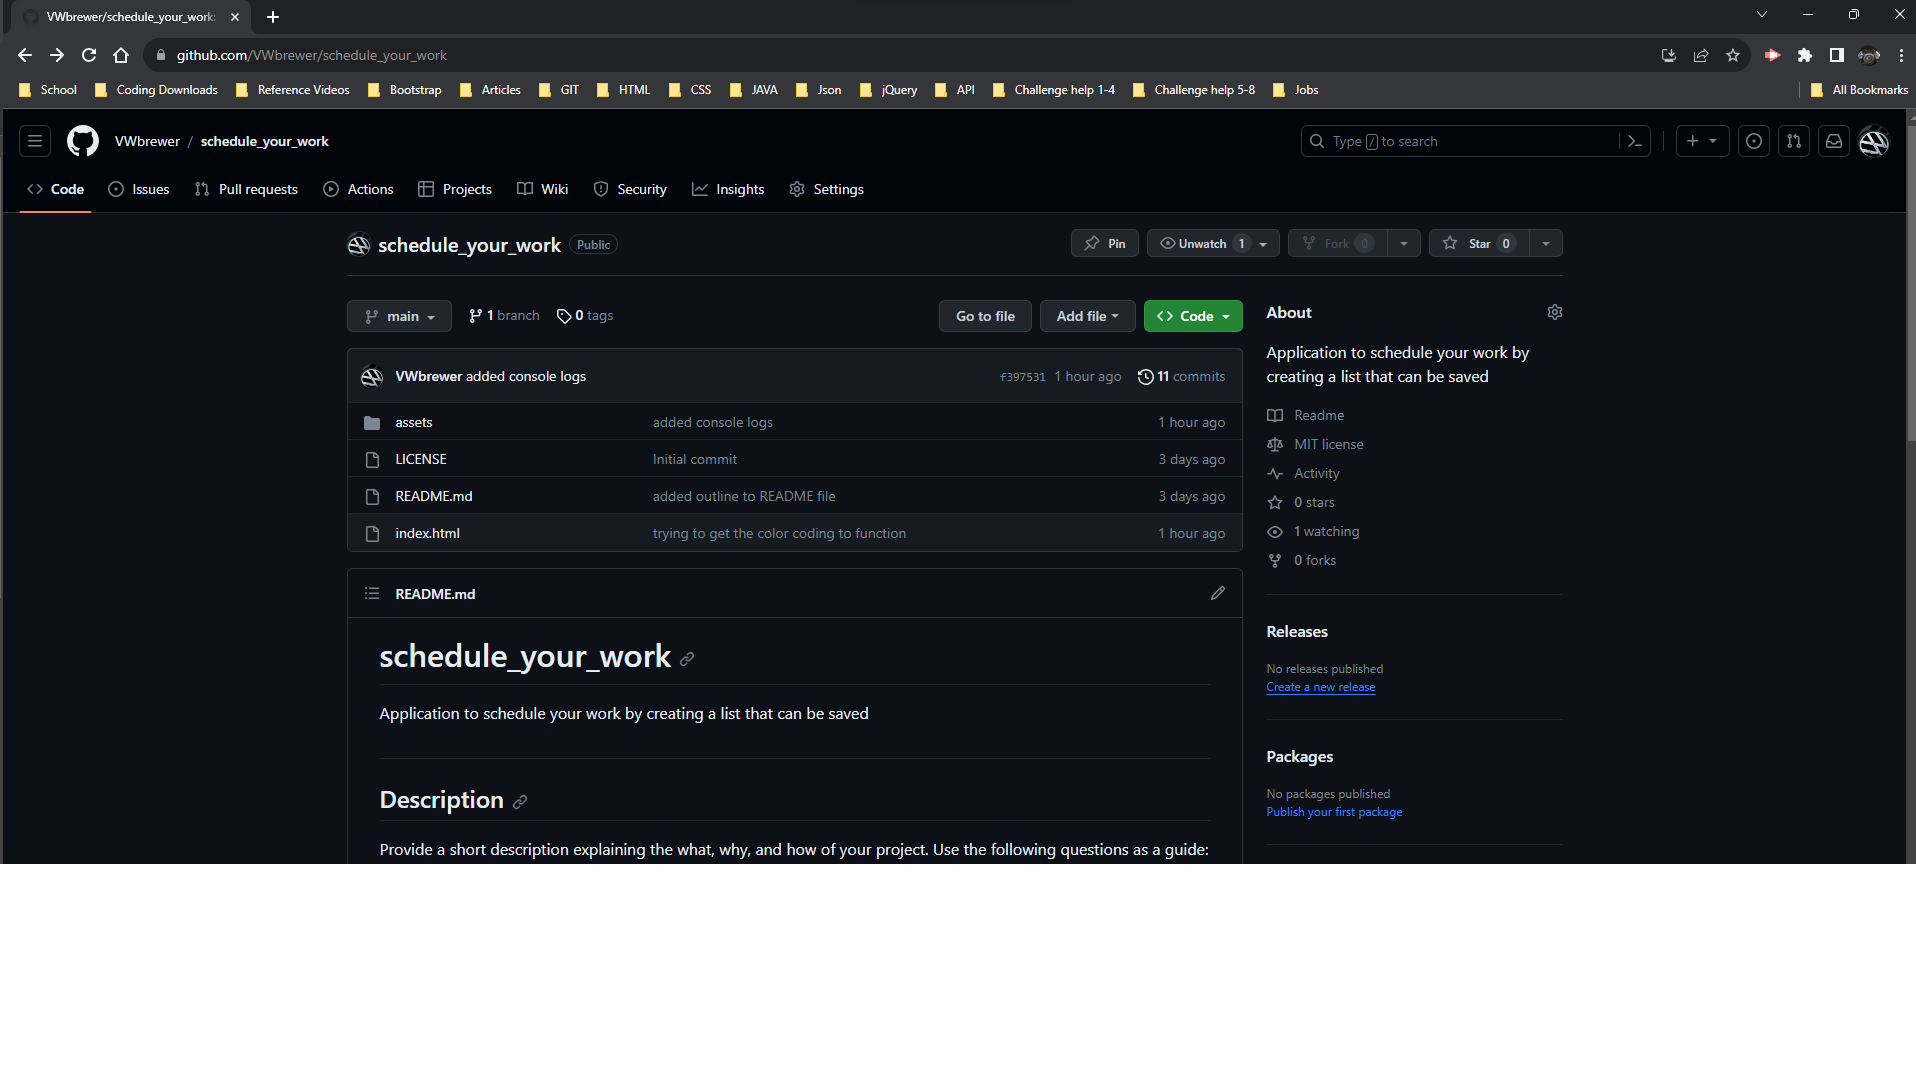 VWbrewer/schedule_your_work:
github.com/VWbrewer/schedule_your_work
School Coding Downloads Reference Videos Bootstrap Articles GIT HTML CSS JAVA Json jQuery API Challenge help 1-4 Challenge help 5-8 Jobs All Bookmarks
VWbrewer / schedule_your_work Type / to search
Code Issues Pull requests Actions Projects Wiki Security Insights Settings
schedule_your_work Public Pin Unwatch 1 Fork 0 Star 0
main 1 branch 0 tags Go to file Add file Code
VWbrewer added console logs f397531 1 hour ago 11 commits
assets added console logs 1 hour ago
LICENSE Initial commit 3 days ago
README.md added outline to README file 3 days ago
index.html trying to get the color coding to function 1 hour ago
README.md
schedule_your_work
Application to schedule your work by creating a list that can be saved
Description
Provide a short description explaining the what, why, and how of your project. Use the following questions as a guide:
About
Application to schedule your work by
creating a list that can be saved
Readme
MIT license
Activity
0 stars
1 watching
0 forks
Releases
No releases published
Create a new release
Packages
No packages published
Publish your first package